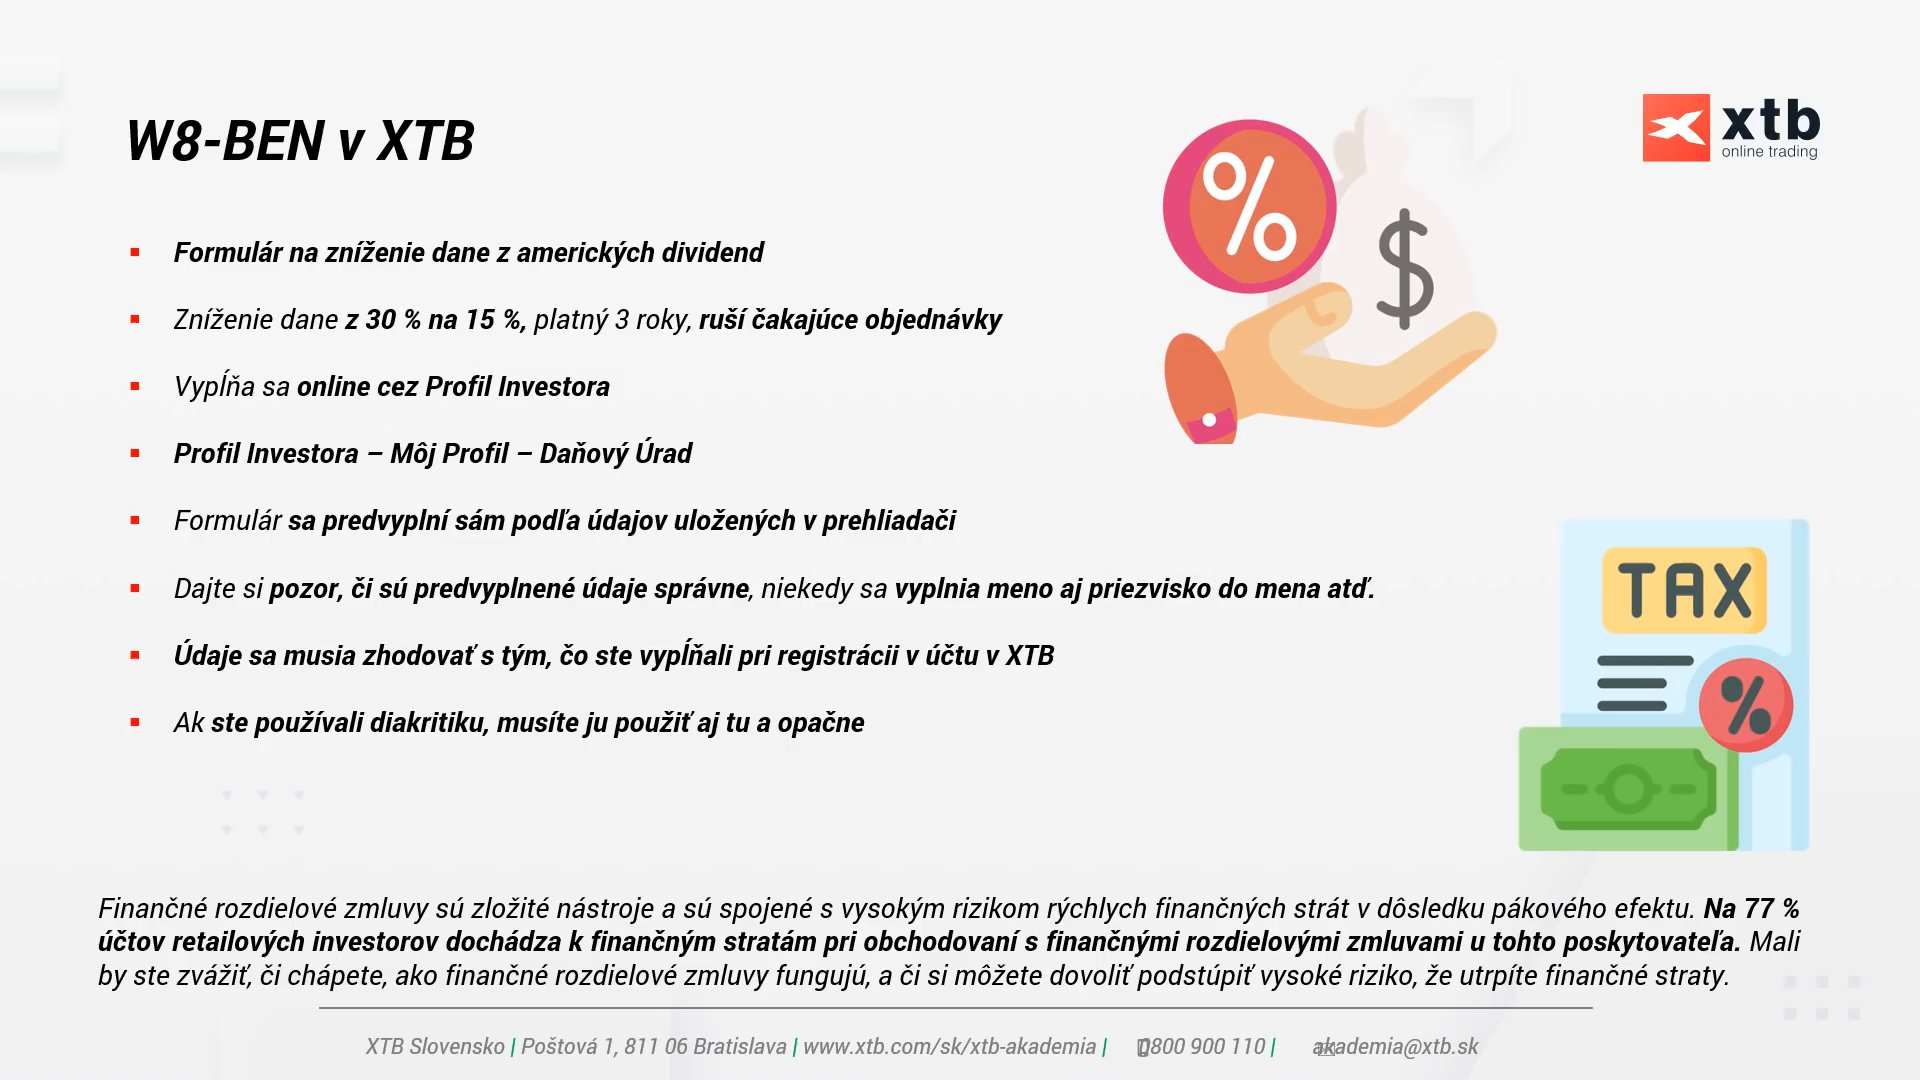 W8-BEN v XTB
xtb
online trading
%
$
Formulár na zníženie dane z amerických dividend
Zníženie dane z 30 % na 15 %, platný 3 roky, ruší čakajúce objednávky
Vypĺňa sa online cez Profil Investora
Profil Investora – Môj Profil – Daňový Úrad
Formulár sa predvyplní sám podľa údajov uložených v prehliadači
Dajte si pozor, či sú predvyplnené údaje správne, niekedy sa vyplnia meno aj priezvisko do mena atď.
Údaje sa musia zhodovať s tým, čo ste vypĺňali pri registrácii v účtu v XTB
Ak ste používali diakritiku, musíte ju použiť aj tu a opačne
TAX
%
Finančné rozdielové zmluvy sú zložité nástroje a sú spojené s vysokým rizikom rýchlych finančných strát v dôsledku pákového efektu. Na 77 %
účtov retailových investorov dochádza k finančným stratám pri obchodovaní s finančnými rozdielovými zmluvami u tohto poskytovateľa. Mali
by ste zvážiť, či chápete, ako finančné rozdielové zmluvy fungujú, a či si môžete dovoliť podstúpiť vysoké riziko, že utrpíte finančné straty.
XTB Slovensko | Poštová 1, 811 06 Bratislava | www.xtb.com/sk/xtb-akademia | 0800 900 110 | akademia@xtb.sk